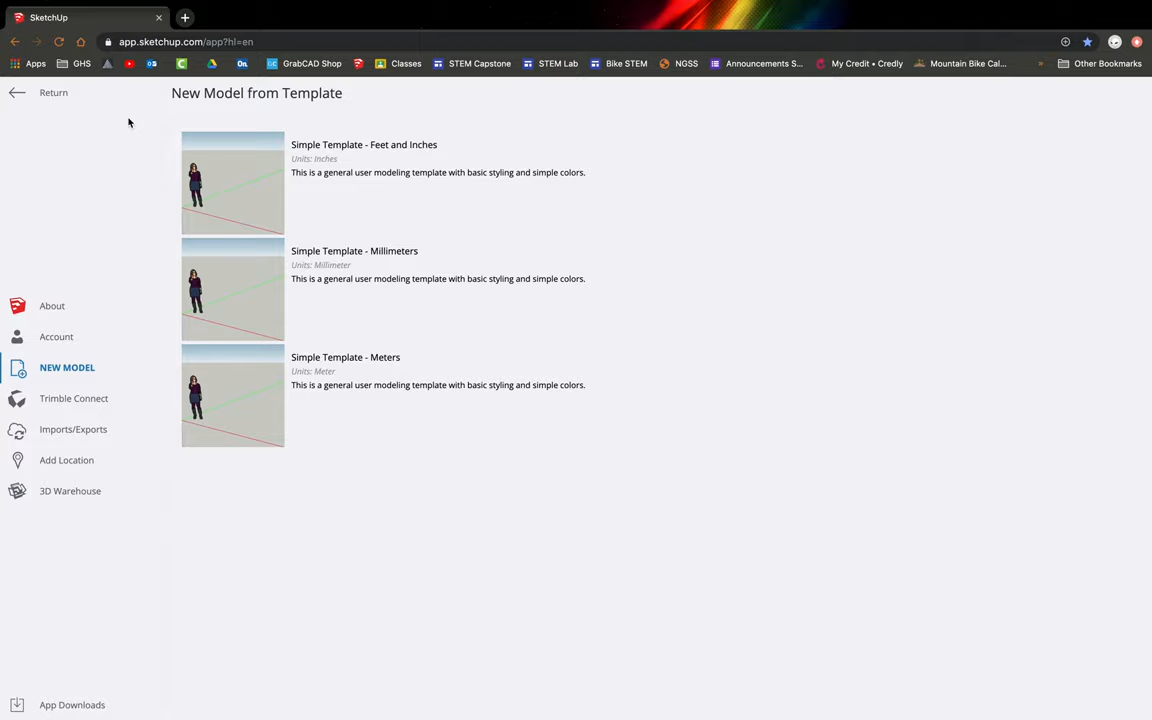 SketchUp
app.sketchup.com/app?hl=en
Apps GHS GrabCAD Shop Classes STEM Capstone STEM Lab Bike STEM NGSS Announcements S... My Credit • Credly Mountain Bike Cal... » Other Bookmarks
Return
New Model from Template
Simple Template - Feet and Inches
Units: Inches
This is a general user modeling template with basic styling and simple colors.
Simple Template - Millimeters
Units: Millimeter
This is a general user modeling template with basic styling and simple colors.
Simple Template - Meters
Units: Meter
This is a general user modeling template with basic styling and simple colors.
About
Account
NEW MODEL
Trimble Connect
Imports/Exports
Add Location
3D Warehouse
App Downloads